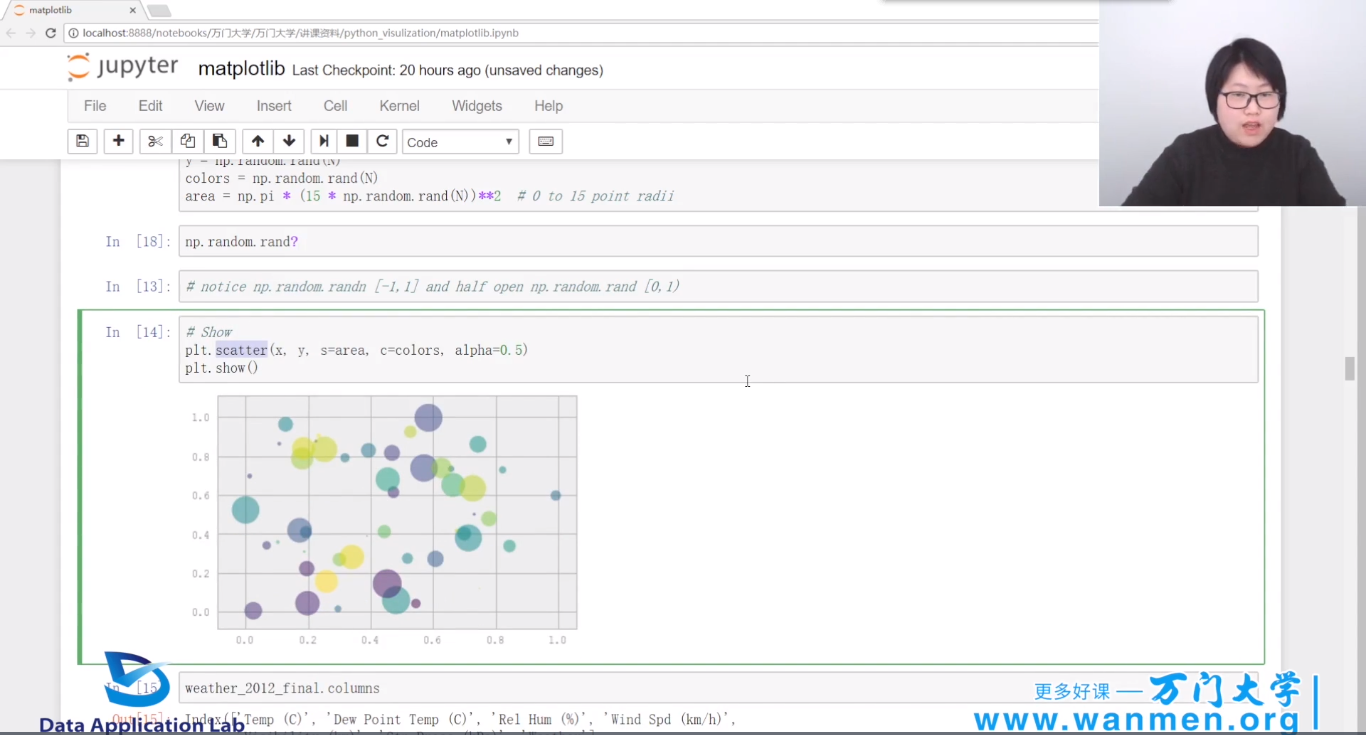 matplotlib
localhost:8888/notebooks/万门大学/万门大学/讲课资料/python_visulization/matplotlib.ipynb
jupyter matplotlib Last Checkpoint: 20 hours ago (unsaved changes)
File Edit View Insert Cell Kernel Widgets Help
Code
y = np.random.rand(N)
colors = np.random.rand(N)
area = np.pi * (15 * np.random.rand(N))**2 # 0 to 15 point radii
In [18]: np.random.rand?
In [13]: # notice np.random.randn [-1,1] and half open np.random.rand [0,1)
In [14]: # Show
plt.scatter(x, y, s=area, c=colors, alpha=0.5)
plt.show()
1.0
0.8
0.6
0.4
0.2
0.0
0.0 0.2 0.4 0.6 0.8 1.0
In [15]: weather_2012_final.columns
Out[15]: Index(['Temp (C)', 'Dew Point Temp (C)', 'Rel Hum (%)', 'Wind Spd (km/h)',
Data Application Lab
更多好课 — 万门大学
www.wanmen.org